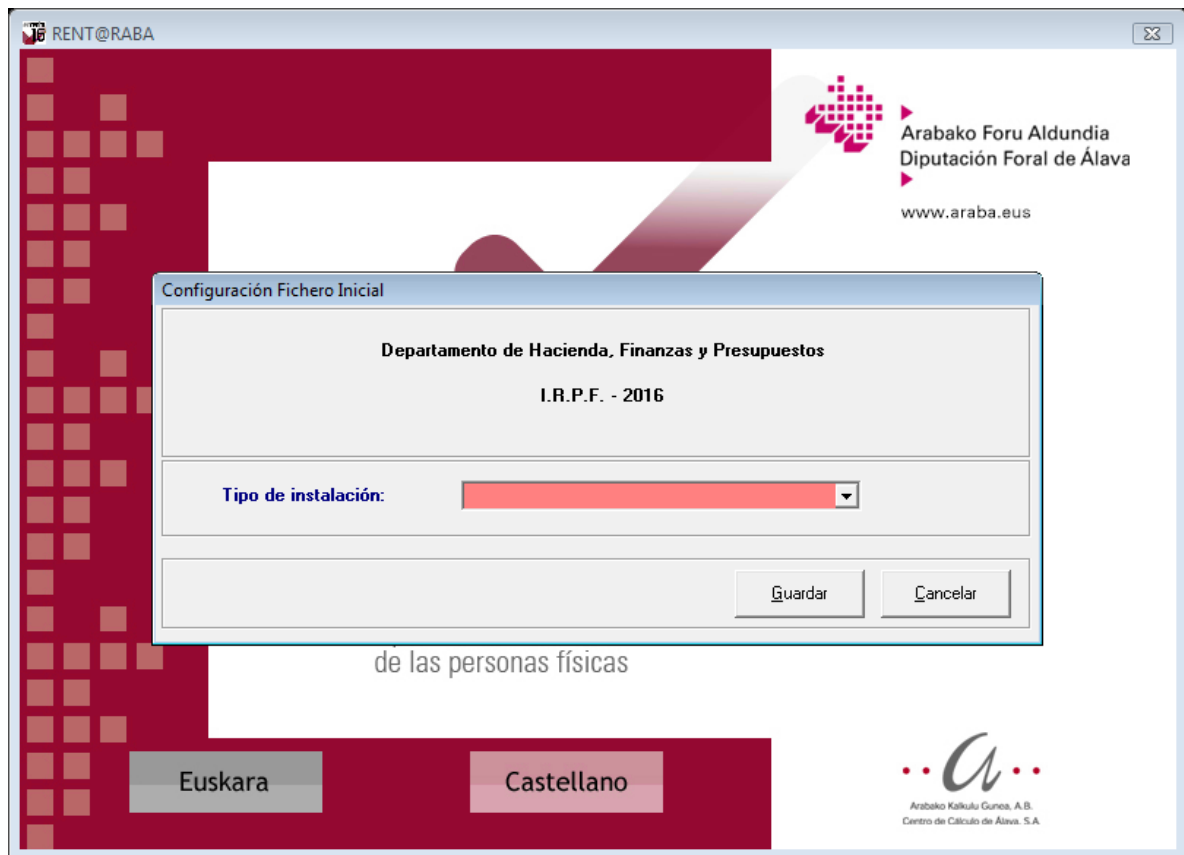 RENT@RABA
Arabako Foru Aldundia
Diputación Foral de Álava
www.araba.eus
Configuración Fichero Inicial
Departamento de Hacienda, Finanzas y Presupuestos
I.R.P.F. - 2016
Tipo de instalación:
Guardar
Cancelar
de las personas físicas
Euskara
Castellano
Arabako Kalkulu Gunea, A.B.
Centro de Cálculo de Álava. S.A.